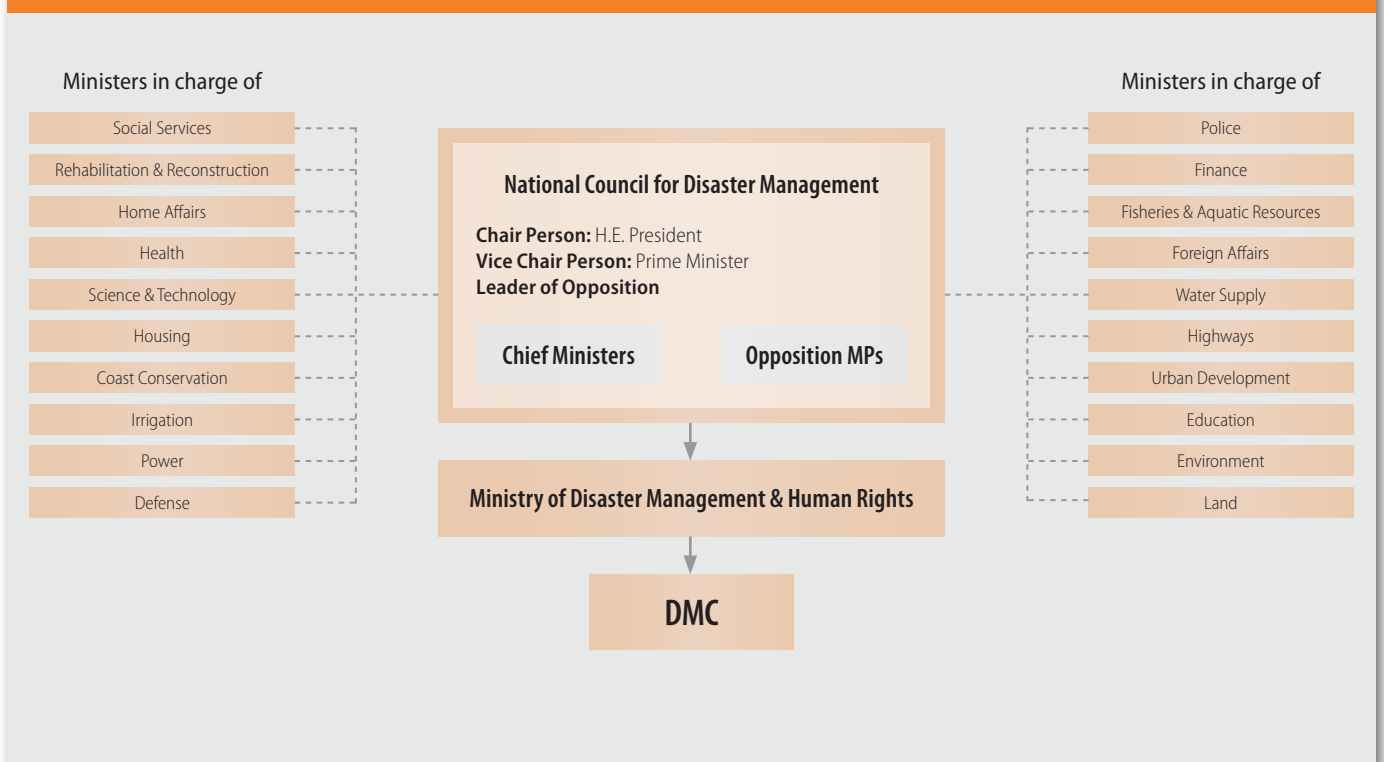 Ministers in charge of
Social Services
Rehabilitation & Reconstruction
Home Affairs
Health
Science & Technology
Housing
Coast Conservation
Irrigation
Power
Defense
National Council for Disaster Management
Chair Person: H.E. President
Vice Chair Person: Prime Minister
Leader of Opposition
Chief Ministers
Opposition MPs
Ministry of Disaster Management & Human Rights
DMC
Ministers in charge of
Police
Finance
Fisheries & Aquatic Resources
Foreign Affairs
Water Supply
Highways
Urban Development
Education
Environment
Land